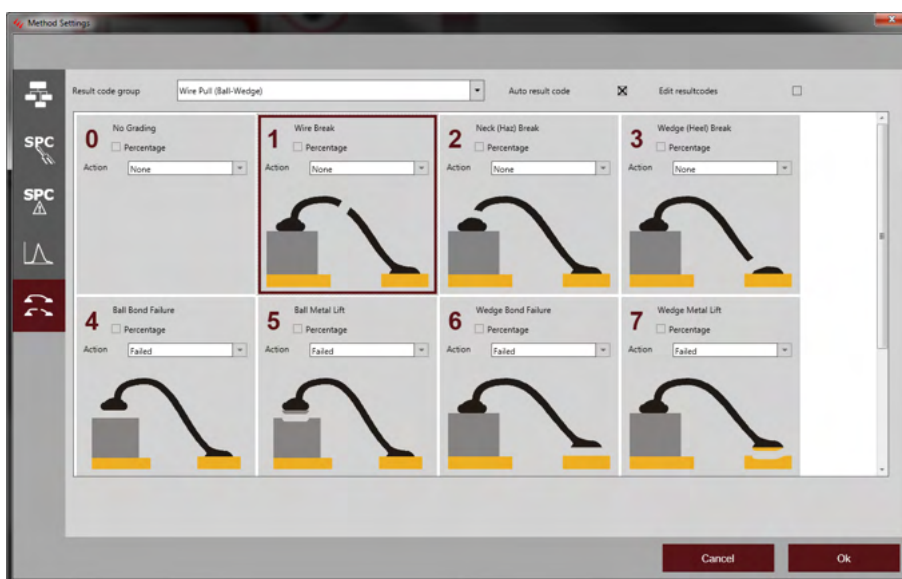 Method Settings
Result code group Wire Pull (Ball-Wedge) Auto result code Edit resultcodes
0 No Grading
Percentage
Action None
1 Wire Break
Percentage
Action None
2 Neck (Haz) Break
Percentage
Action None
3 Wedge (Heel) Break
Percentage
Action None
SPC
SPC
4 Ball Bond Failure
Percentage
Action Failed
5 Ball Metal Lift
Percentage
Action Failed
6 Wedge Bond Failure
Percentage
Action Failed
7 Wedge Metal Lift
Percentage
Action Failed
Cancel Ok